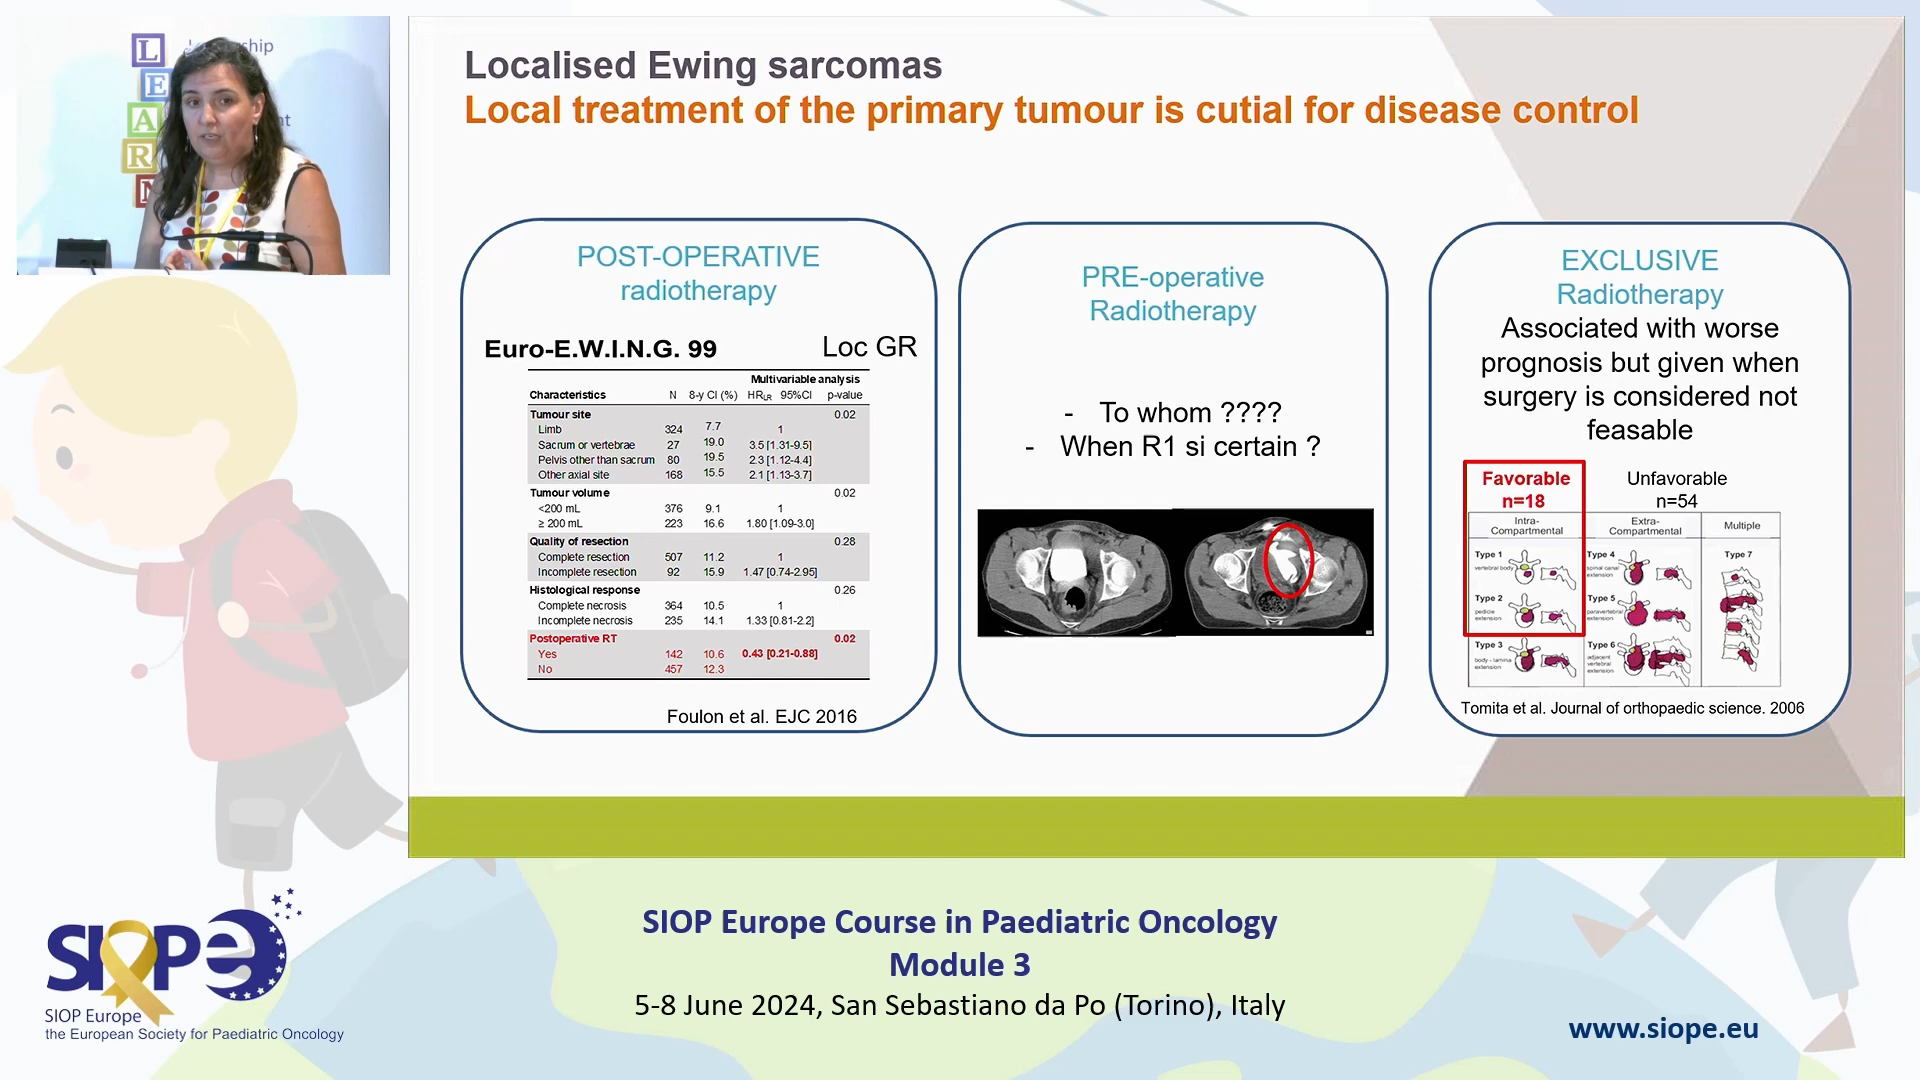 L
E
A
R
Localised Ewing sarcomas
Local treatment of the primary tumour is cutial for disease control
POST-OPERATIVE
radiotherapy
Euro-E.W.I.N.G. 99 Loc GR
Multivariable analysis
Characteristics N 8-y CI (%) HRLR 95%CI p-value
Tumour site 0.02
Limb 324 7.7 1
Sacrum or vertebrae 27 19.0 3.5 [1.31-9.5]
Pelvis other than sacrum 80 19.5 2.3 [1.12-4.4]
Other axial site 168 15.5 2.1 [1.13-3.7]
Tumour volume 0.02
<200 mL 376 9.1 1
≥ 200 mL 223 16.6 1.80 [1.09-3.0]
Quality of resection 0.28
Complete resection 507 11.2 1
Incomplete resection 92 15.9 1.47 [0.74-2.95]
Histological response 0.26
Complete necrosis 364 10.5 1
Incomplete necrosis 235 14.1 1.33 [0.81-2.2]
Postoperative RT 0.02
Yes 142 10.6 0.43 [0.21-0.88]
No 457 12.3
Foulon et al. EJC 2016
PRE-operative
Radiotherapy
- To whom ????
- When R1 si certain ?
EXCLUSIVE
Radiotherapy
Associated with worse
prognosis but given when
surgery is considered not
feasable
Favorable Unfavorable
n=18 n=54
Intra-Compartmental Extra-Compartmental Multiple
Type 1 Type 4 Type 7
vertebral body spinal canal extension
Type 2 Type 5
pedicle extension paravertebral extension
Type 3 Type 6
body - lamina extension adjacent vertebral extension
Tomita et al. Journal of orthopaedic science. 2006
SIOPe
SIOP Europe
the European Society for Paediatric Oncology
SIOP Europe Course in Paediatric Oncology
Module 3
5-8 June 2024, San Sebastiano da Po (Torino), Italy
www.siope.eu